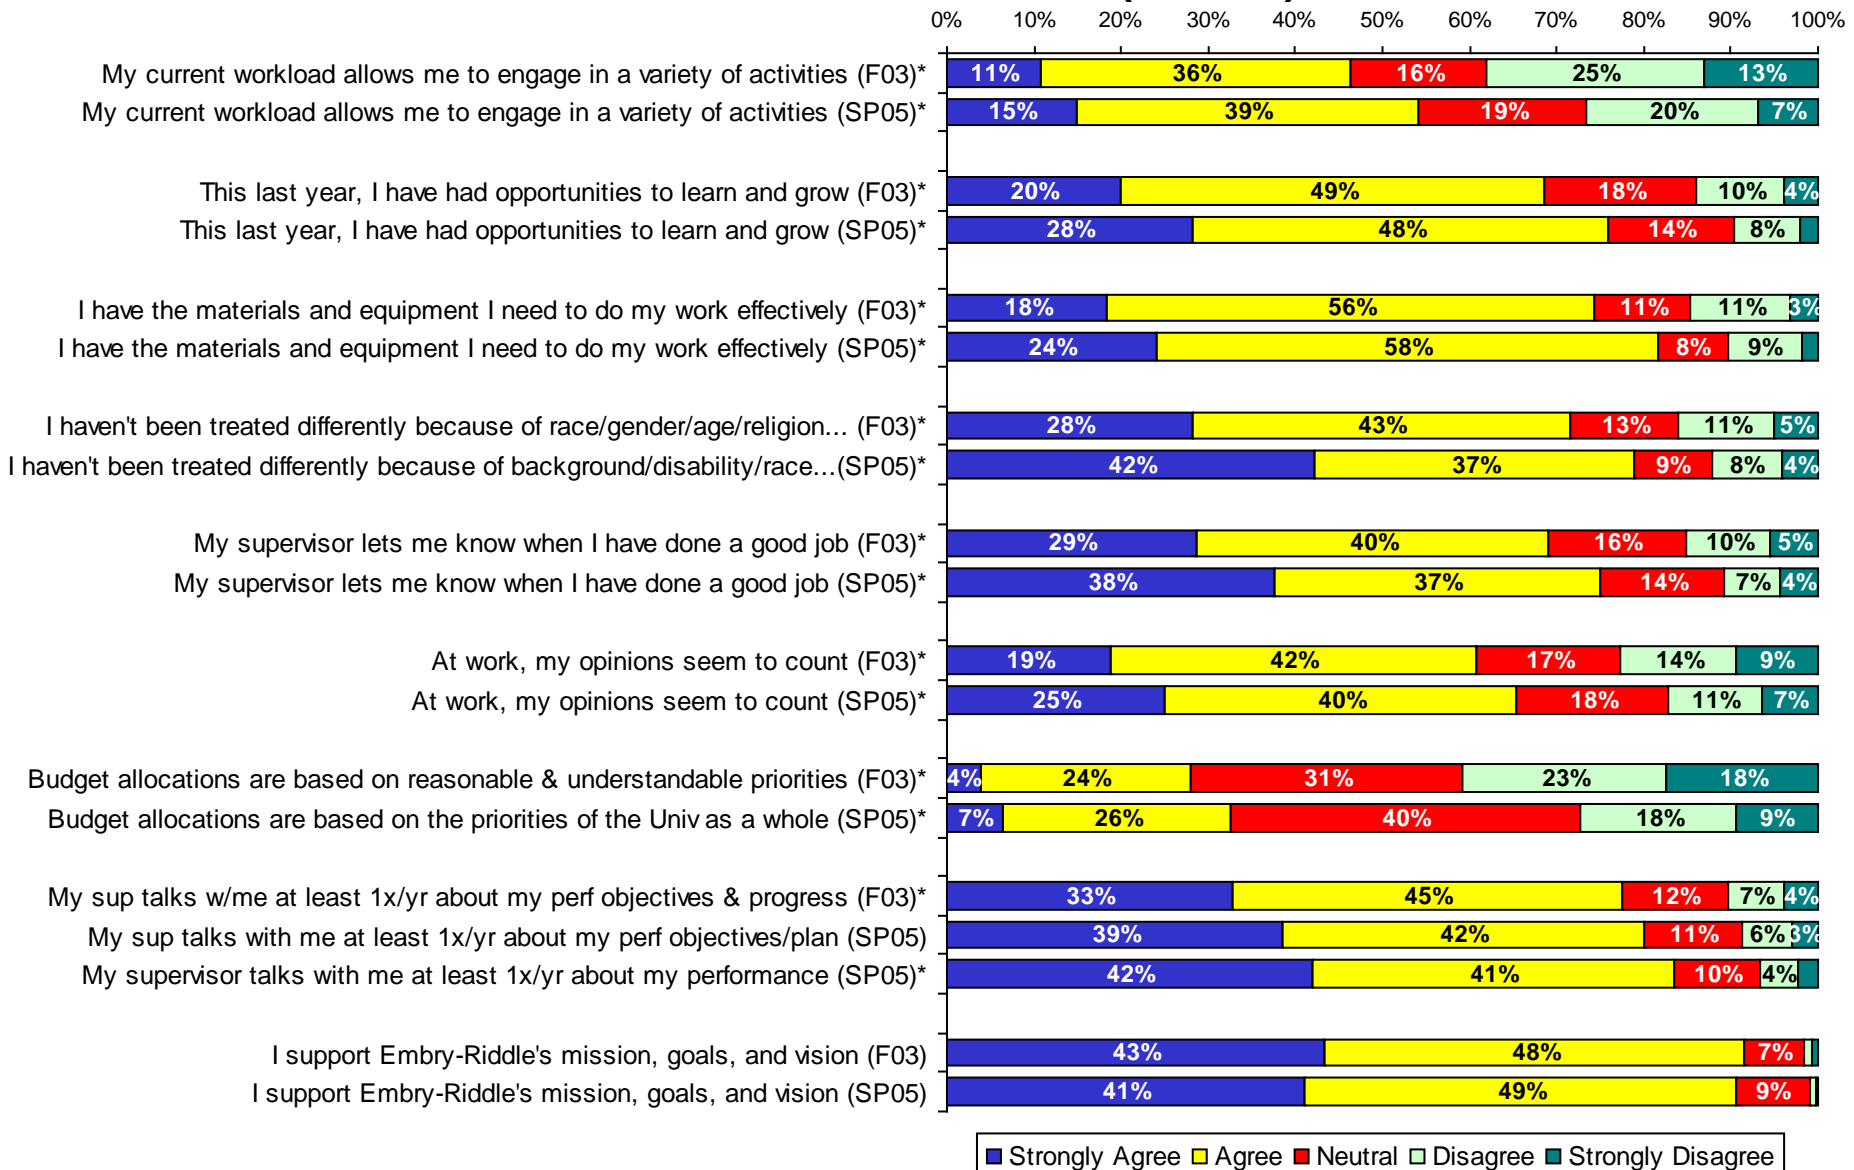 0% 10% 20% 30% 40% 50% 60% 70% 80% 90% 100%
My current workload allows me to engage in a variety of activities (F03)* 11% 36% 16% 25% 13%
My current workload allows me to engage in a variety of activities (SP05)* 15% 39% 19% 20% 7%
This last year, I have had opportunities to learn and grow (F03)* 20% 49% 18% 10% 4%
This last year, I have had opportunities to learn and grow (SP05)* 28% 48% 14% 8%
I have the materials and equipment I need to do my work effectively (F03)* 18% 56% 11% 11% 3%
I have the materials and equipment I need to do my work effectively (SP05)* 24% 58% 8% 9%
I haven't been treated differently because of race/gender/age/religion... (F03)* 28% 43% 13% 11% 5%
I haven't been treated differently because of background/disability/race...(SP05)* 42% 37% 9% 8% 4%
My supervisor lets me know when I have done a good job (F03)* 29% 40% 16% 10% 5%
My supervisor lets me know when I have done a good job (SP05)* 38% 37% 14% 7% 4%
At work, my opinions seem to count (F03)* 19% 42% 17% 14% 9%
At work, my opinions seem to count (SP05)* 25% 40% 18% 11% 7%
Budget allocations are based on reasonable & understandable priorities (F03)* 4% 24% 31% 23% 18%
Budget allocations are based on the priorities of the Univ as a whole (SP05)* 7% 26% 40% 18% 9%
My sup talks w/me at least 1x/yr about my perf objectives & progress (F03)* 33% 45% 12% 7% 4%
My sup talks with me at least 1x/yr about my perf objectives/plan (SP05) 39% 42% 11% 6% 3%
My supervisor talks with me at least 1x/yr about my performance (SP05)* 42% 41% 10% 4%
I support Embry-Riddle's mission, goals, and vision (F03) 43% 48% 7%
I support Embry-Riddle's mission, goals, and vision (SP05) 41% 49% 9%
Strongly Agree Agree Neutral Disagree Strongly Disagree